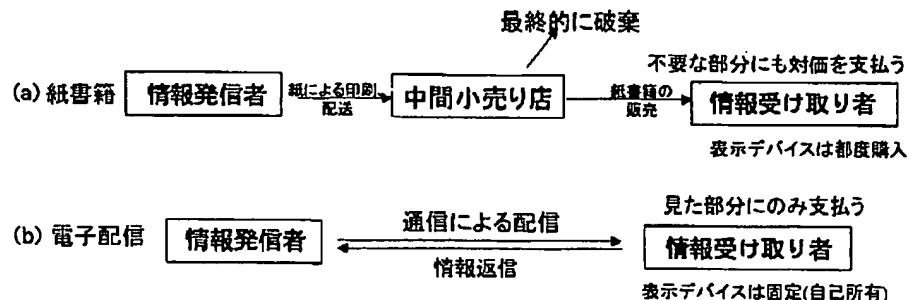 最終的に破棄
不要な部分にも対価を支払う
(a) 紙書籍
情報発信者
紙による印刷
配送
中間小売り店
紙書籍の
販売
情報受け取り者
表示デバイスは都度購入
見た部分にのみ支払う
(b) 電子配信
情報発信者
通信による配信
情報返信
情報受け取り者
表示デバイスは固定(自己所有)